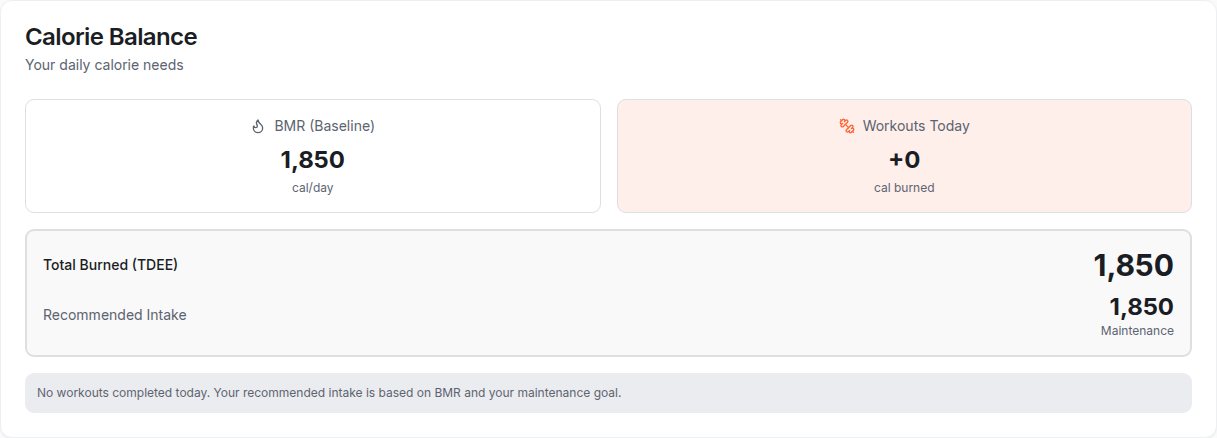 Calorie Balance
Your daily calorie needs
BMR (Baseline)
1,850
cal/day
Workouts Today
+0
cal burned
Total Burned (TDEE)
1,850
Recommended Intake
1,850
Maintenance
No workouts completed today. Your recommended intake is based on BMR and your maintenance goal.